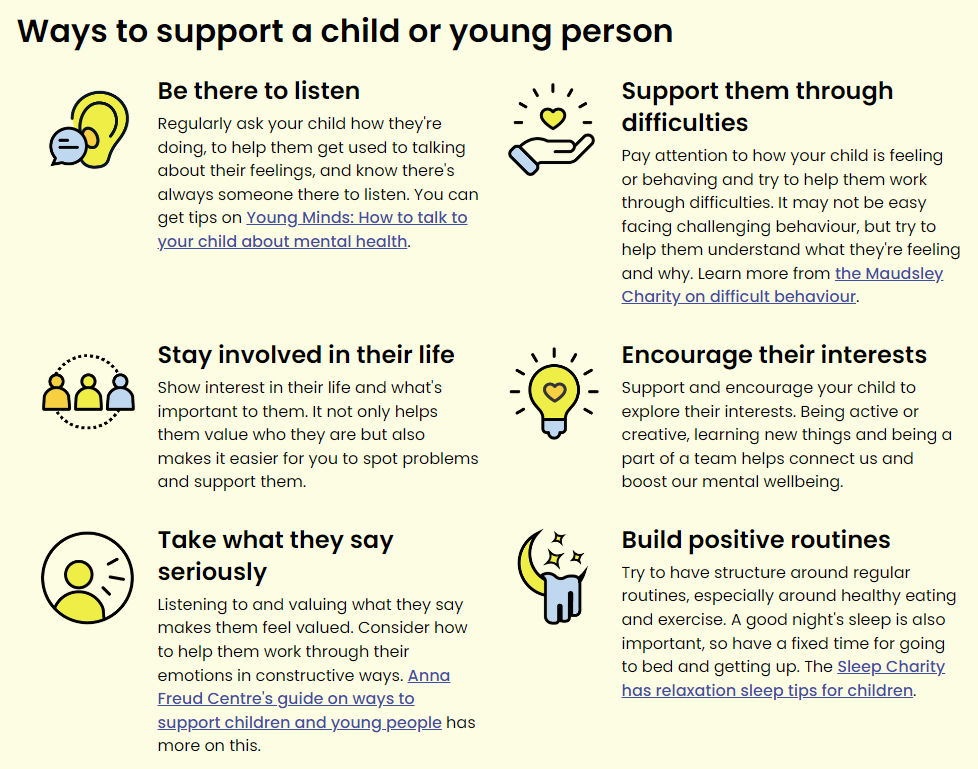 Ways to support a child or young person
Be there to listen
Regularly ask your child how they're
doing, to help them get used to talking
about their feelings, and know there's
always someone there to listen. You can
get tips on Young Minds: How to talk to
your child about mental health.
Support them through
difficulties
Pay attention to how your child is feeling
or behaving and try to help them work
through difficulties. It may not be easy
facing challenging behaviour, but try to
help them understand what they're feeling
and why. Learn more from the Maudsley
Charity on difficult behaviour.
Stay involved in their life
Show interest in their life and what's
important to them. It not only helps
them value who they are but also
makes it easier for you to spot problems
and support them.
Encourage their interests
Support and encourage your child to
explore their interests. Being active or
creative, learning new things and being a
part of a team helps connect us and
boost our mental wellbeing.
Take what they say
seriously
Listening to and valuing what they say
makes them feel valued. Consider how
to help them work through their
emotions in constructive ways. Anna
Freud Centre's guide on ways to
support children and young people has
more on this.
Build positive routines
Try to have structure around regular
routines, especially around healthy eating
and exercise. A good night's sleep is also
important, so have a fixed time for going
to bed and getting up. The Sleep Charity
has relaxation sleep tips for children.